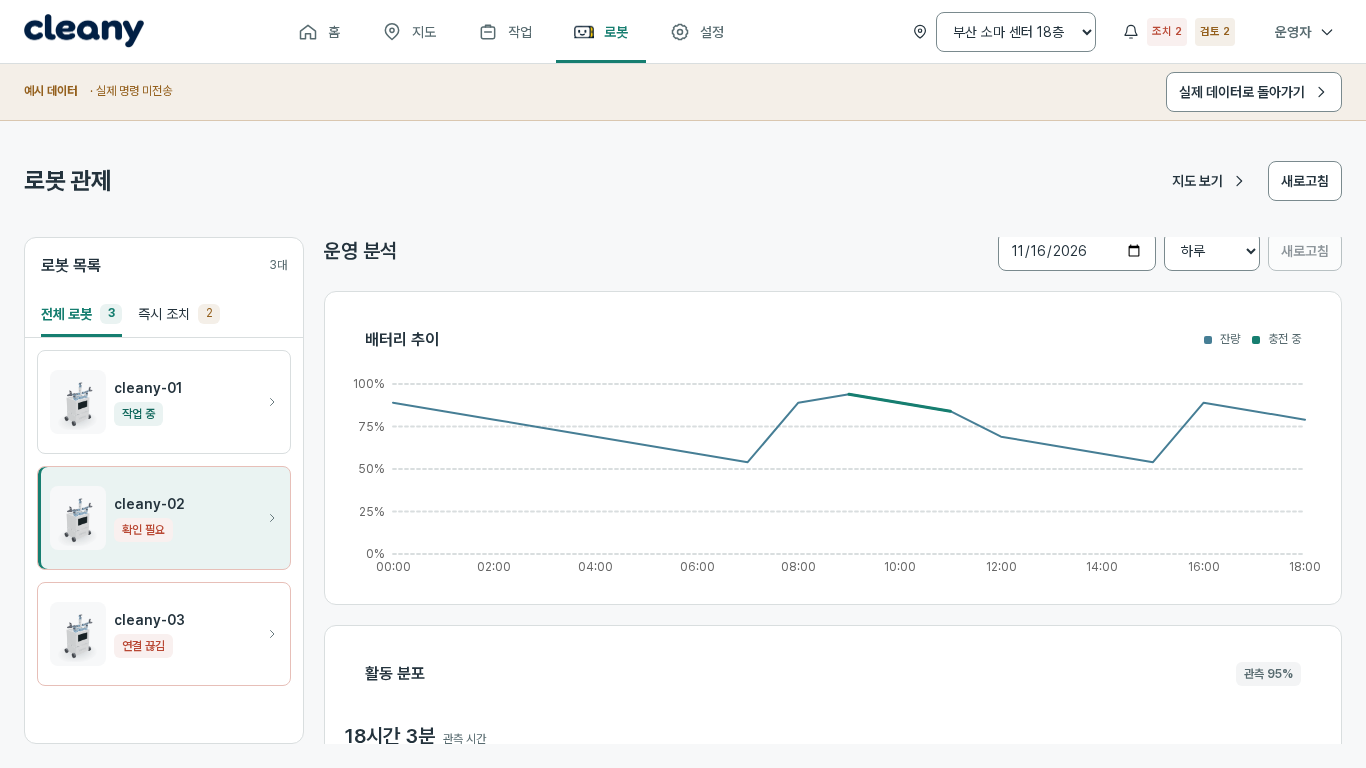 cleany
홈
지도
작업
로봇
설정
부산 소마 센터 18층
조치 2
검토 2
운영자
예시 데이터 · 실제 명령 미전송
실제 데이터로 돌아가기
로봇 관제
지도 보기
새로고침
로봇 목록
3대
전체 로봇 3
즉시 조치 2
cleany-01
작업 중
cleany-02
확인 필요
cleany-03
연결 끊김
운영 분석
11/16/2026
하루
새로고침
배터리 추이
잔량
충전 중
100%
75%
50%
25%
0%
00:00 02:00 04:00 06:00 08:00 10:00 12:00 14:00 16:00 18:00
활동 분포
관측 95%
18시간 3분 관측 시간